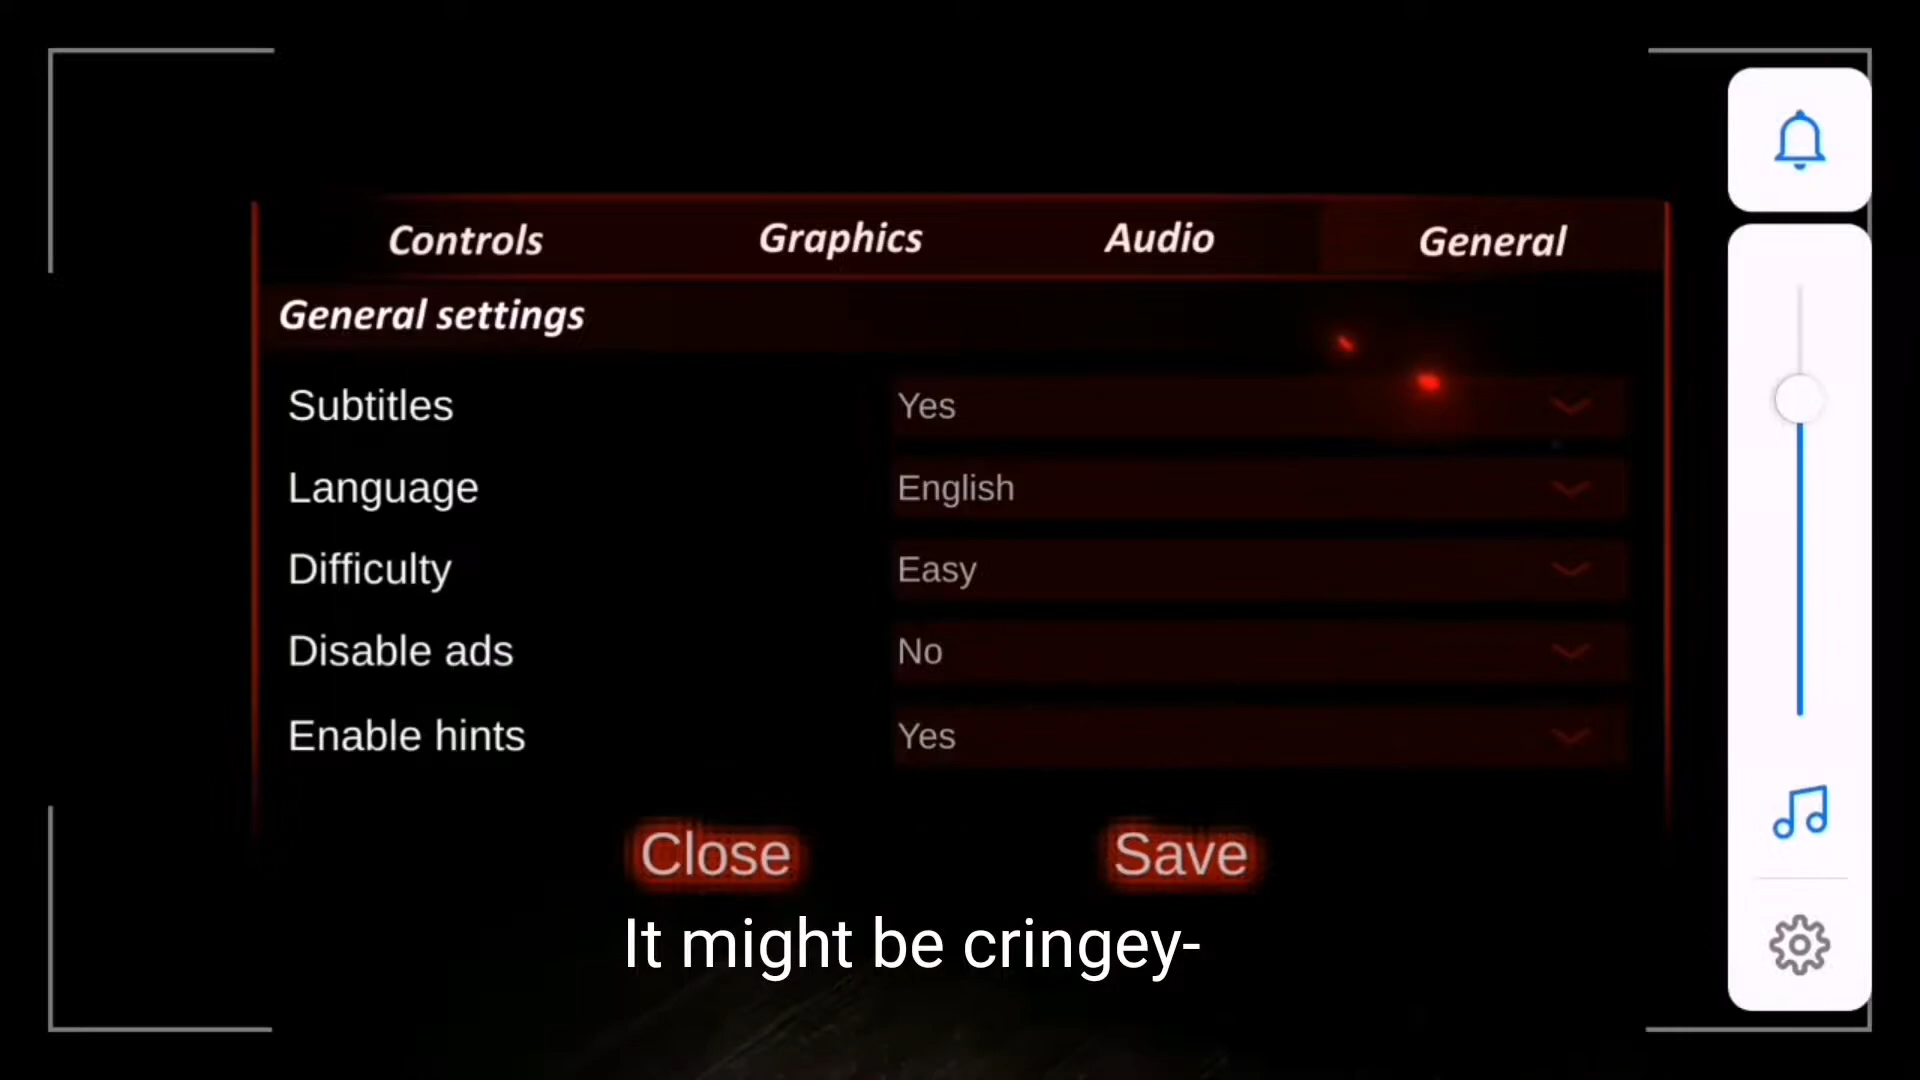 Controls Graphics Audio General
General settings
Subtitles Yes
Language English
Difficulty Easy
Disable ads No
Enable hints Yes
Close Save
It might be cringey-